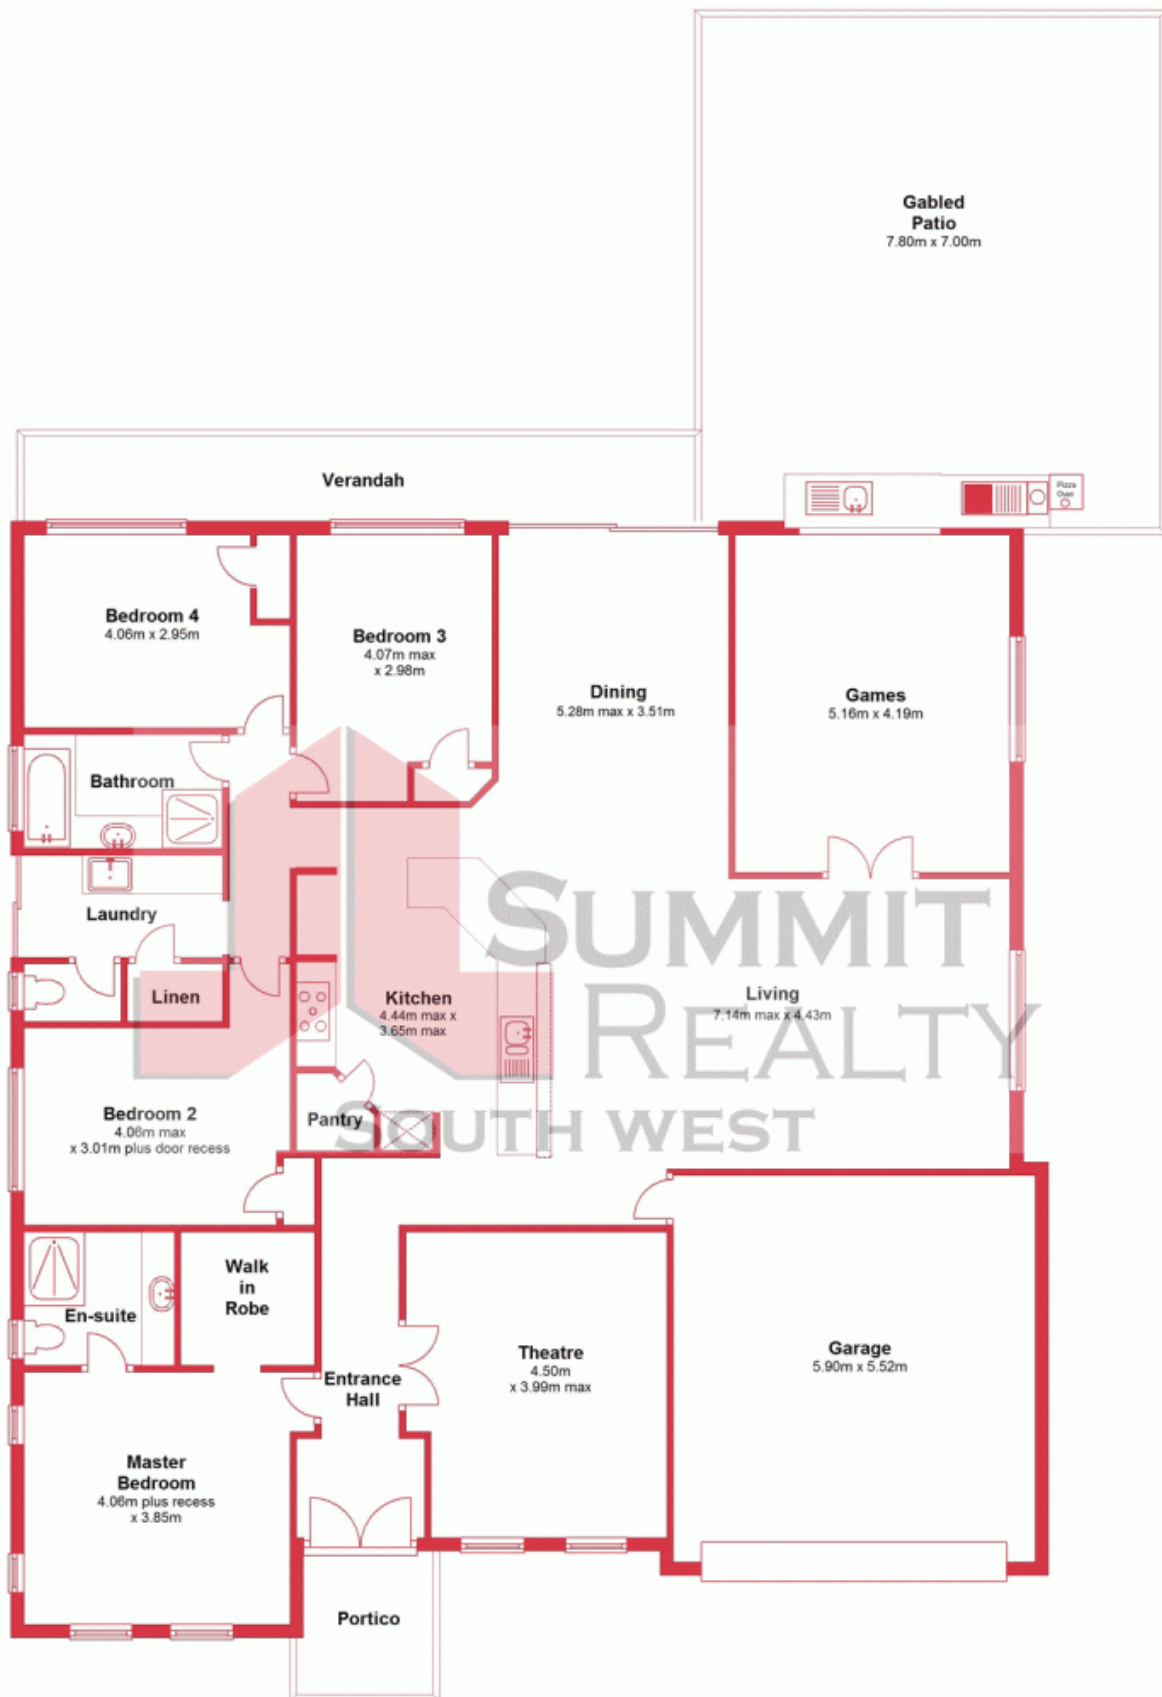 Gabled
Patio
7.80m x 7.00m
Verandah
Pizza
Oven
Bedroom 4
4.06m x 2.95m
Bedroom 3
4.07m max
x 2.98m
Dining
5.28m max x 3.51m
Games
5.16m x 4.19m
Bathroom
Laundry
Linen
Kitchen
4.44m max x
3.65m max
Living
7.14m max x 4.43m
SUMMIT
REALTY
SOUTH WEST
Pantry
Bedroom 2
4.06m max
x 3.01m plus door recess
Walk
in
Robe
En-suite
Entrance
Hall
Theatre
4.50m
x 3.99m max
Garage
5.90m x 5.52m
Master
Bedroom
4.06m plus recess
x 3.85m
Portico